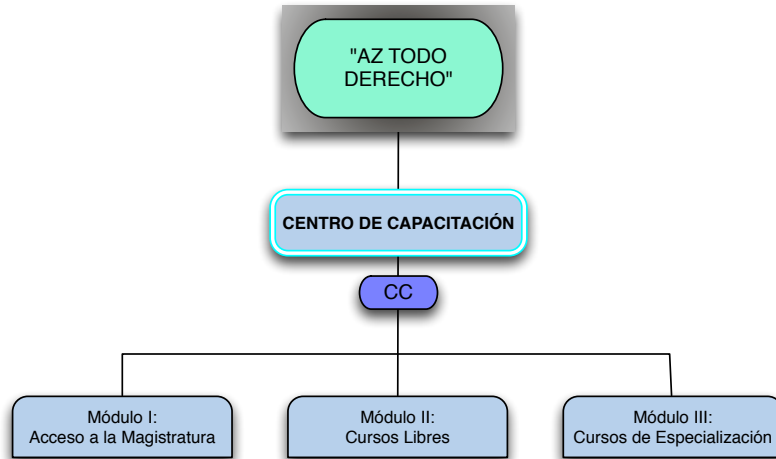 "AZ TODO
DERECHO"
CENTRO DE CAPACITACIÓN
CC
Módulo I:
Acceso a la Magistratura
Módulo II:
Cursos Libres
Módulo III:
Cursos de Especialización